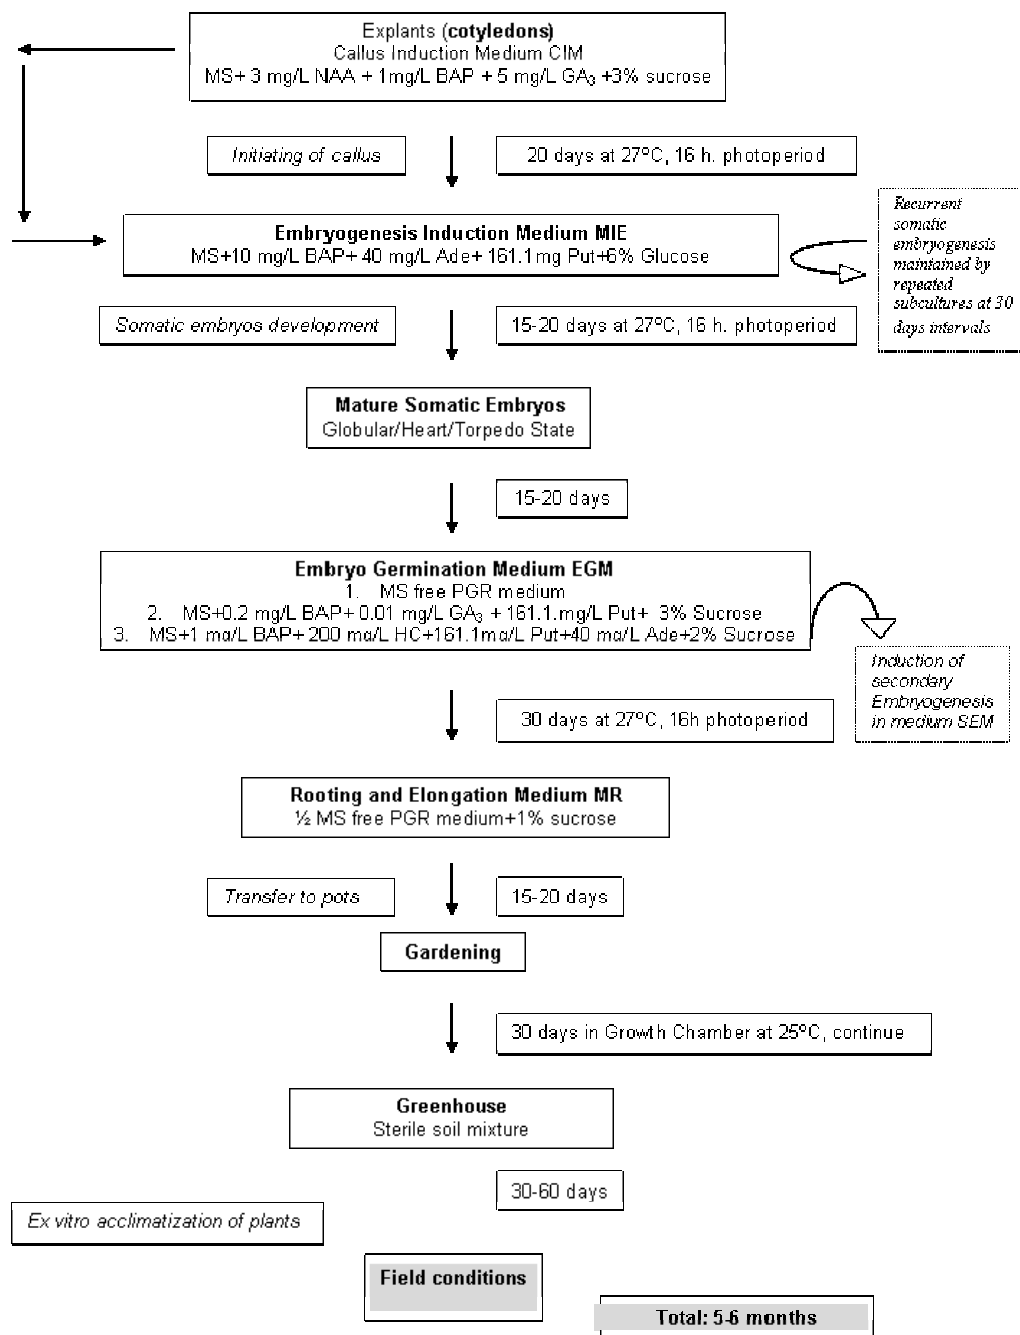 Explants (cotyledons)
Callus Induction Medium CIM
MS+ 3 mg/L NAA + 1mg/L BAP + 5 mg/L GA₃ +3% sucrose
Initiating of callus
20 days at 27ºC, 16 h. photoperiod
Recurrent
somatic
embryogenesis
maintained by
repeated
subcultures at 30
days intervals
Embryogenesis Induction Medium MIE
MS+10 mg/L BAP+ 40 mg/L Ade+ 161.1mg Put+6% Glucose
Somatic embryos development
15-20 days at 27ºC, 16 h. photoperiod
Mature Somatic Embryos
Globular/Heart/Torpedo State
15-20 days
Embryo Germination Medium EGM
1. MS free PGR medium
2. MS+0.2 mg/L BAP+ 0.01 mg/L GA₃ + 161.1.mg/L Put+ 3% Sucrose
3. MS+1 mg/L BAP+ 200 mg/L HC+161.1mg/L Put+40 mg/L Ade+2% Sucrose
Induction of
secondary
Embryogenesis
in medium SEM
30 days at 27ºC, 16h photoperiod
Rooting and Elongation Medium MR
½ MS free PGR medium+1% sucrose
Transfer to pots
15-20 days
Gardening
30 days in Growth Chamber at 25ºC, continue
Greenhouse
Sterile soil mixture
30-60 days
Ex vitro acclimatization of plants
Field conditions
Total: 5-6 months